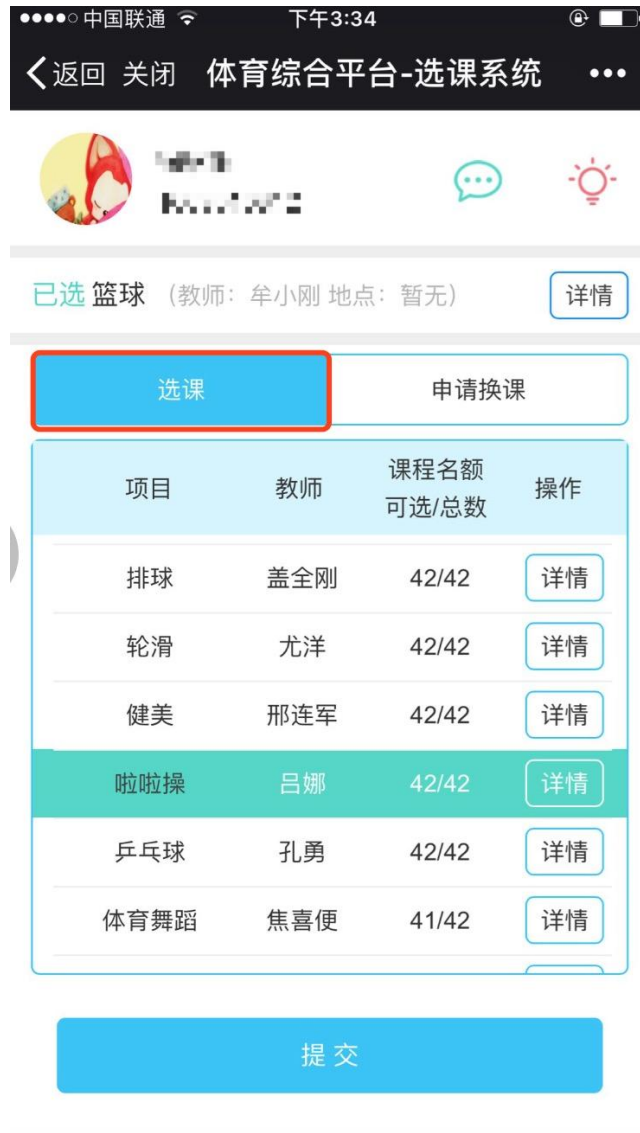 中国联通 下午3:34
返回 关闭 体育综合平台-选课系统
已选 篮球 (教师: 牟小刚 地点: 暂无) 详情
选课 申请换课
项目 教师 课程名额 可选/总数 操作
排球 盖全刚 42/42 详情
轮滑 尤洋 42/42 详情
健美 邢连军 42/42 详情
啦啦操 吕娜 42/42 详情
乒乓球 孔勇 42/42 详情
体育舞蹈 焦喜便 41/42 详情
提交